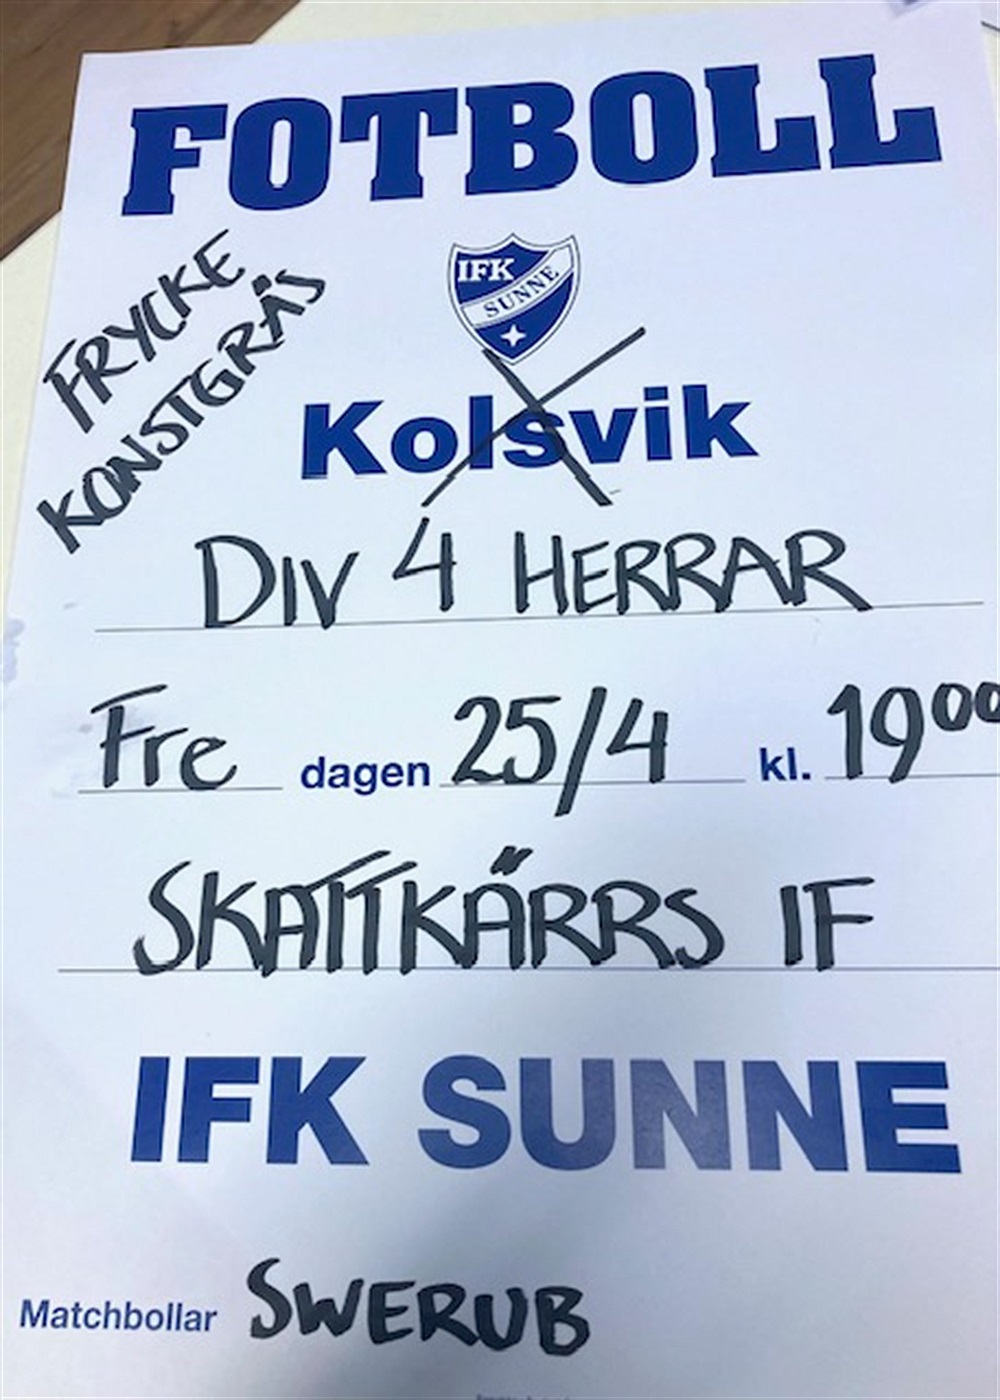 FOTBOLL
IFK
SUNNE
FRYCKE
KONSTGRÄS
Kolsvik
DIV 4 HERRAR
Fre dagen 25/4 kl. 1900
SKATTKÄRRS IF
IFK SUNNE
Matchbollar SWERUB